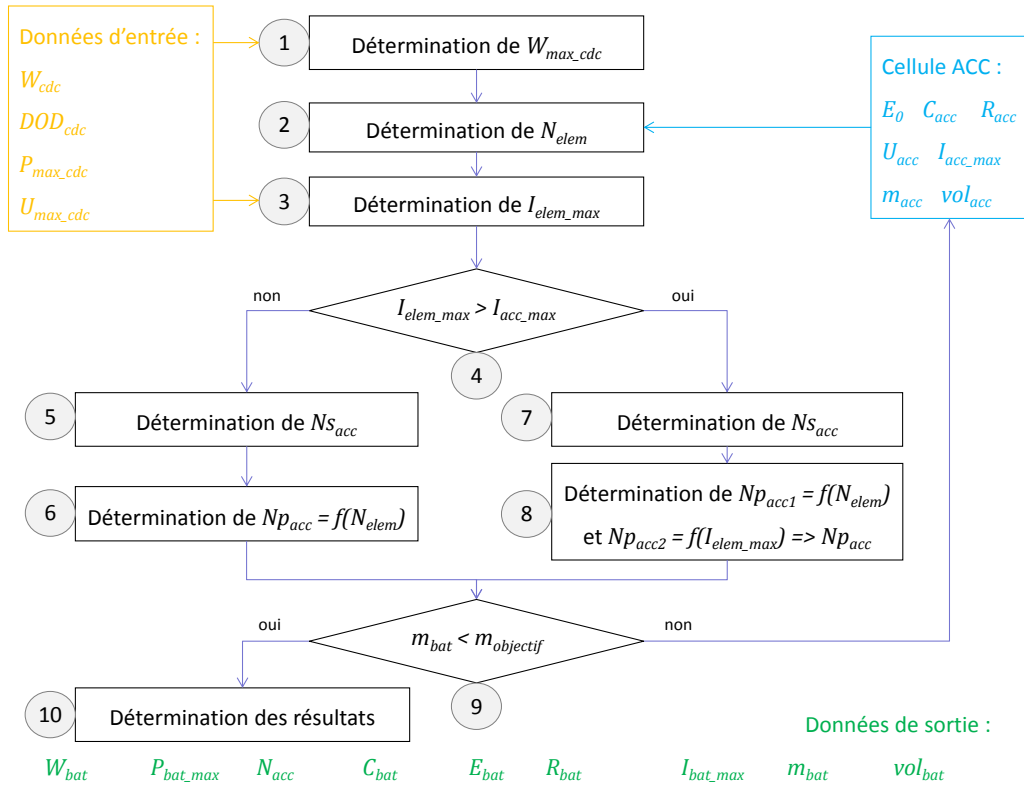 Données d'entrée :
W_cdc
DOD_cdc
P_max_cdc
U_max_cdc
1
Détermination de W_max_cdc
2
Détermination de N_elem
3
Détermination de I_elem_max
Cellule ACC :
E_0 C_acc R_acc
U_acc I_acc_max
m_acc vol_acc
non
I_elem_max > I_acc_max
oui
4
5
Détermination de Ns_acc
7
Détermination de Ns_acc
6
Détermination de Np_acc = f(N_elem)
8
Détermination de Np_acc1 = f(N_elem)
et Np_acc2 = f(I_elem_max) => Np_acc
oui
m_bat < m_objectif
non
9
10
Détermination des résultats
Données de sortie :
W_bat P_bat_max N_acc C_bat E_bat R_bat I_bat_max m_bat vol_bat